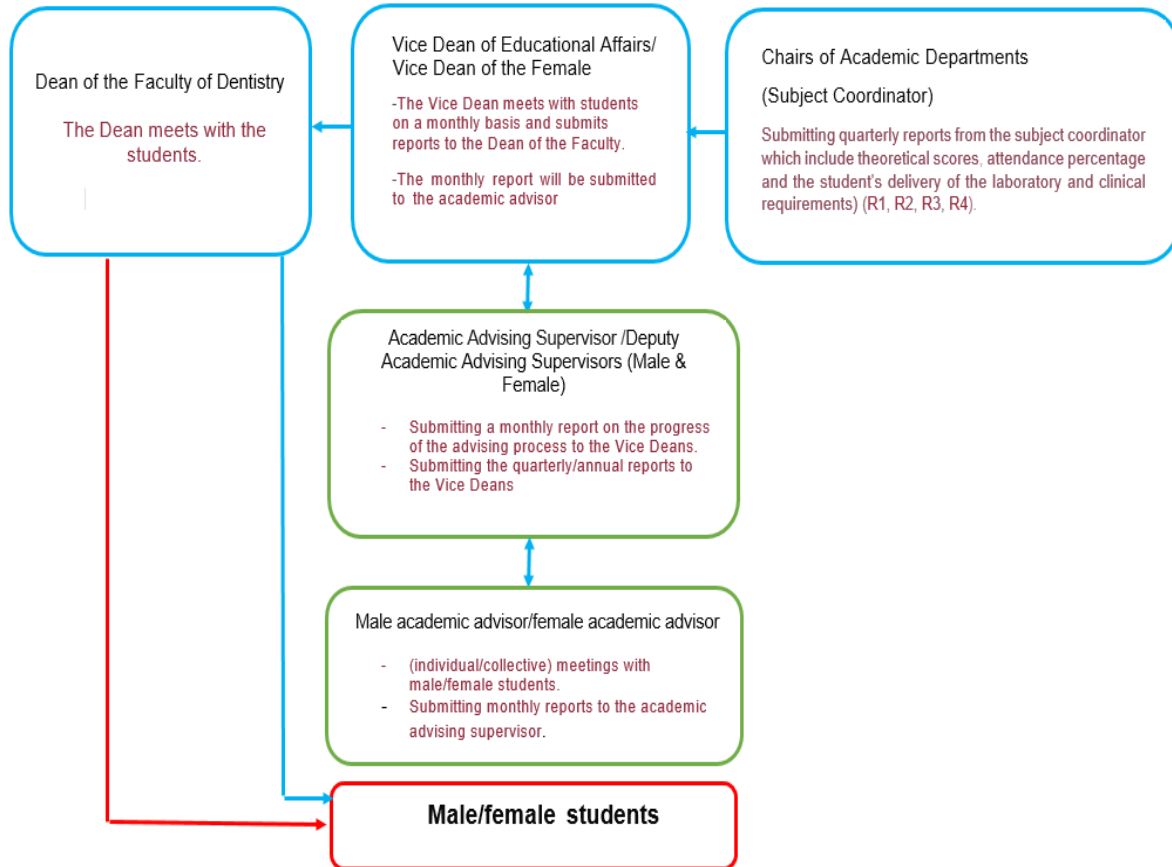 Dean of the Faculty of Dentistry
The Dean meets with the
students.
Vice Dean of Educational Affairs/
Vice Dean of the Female
-The Vice Dean meets with students
on a monthly basis and submits
reports to the Dean of the Faculty.
-The monthly report will be submitted
to the academic advisor
Chairs of Academic Departments
(Subject Coordinator)
Submitting quarterly reports from the subject coordinator
which include theoretical scores, attendance percentage
and the student's delivery of the laboratory and clinical
requirements) (R1, R2, R3, R4).
Academic Advising Supervisor /Deputy
Academic Advising Supervisors (Male &
Female)
- Submitting a monthly report on the progress
of the advising process to the Vice Deans.
- Submitting the quarterly/annual reports to
the Vice Deans
Male academic advisor/female academic advisor
- (individual/collective) meetings with
male/female students.
- Submitting monthly reports to the academic
advising supervisor.
Male/female students